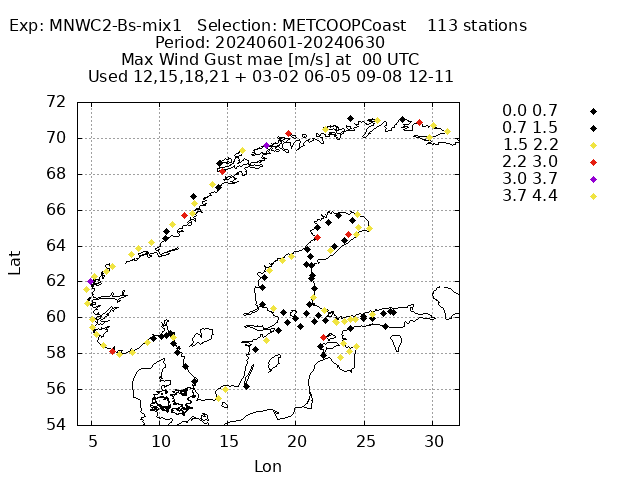 Exp: MNWC2-Bs-mix1   Selection: METCOOPCoast    113 stations
Period: 20240601-20240630
Max Wind Gust mae [m/s] at  00 UTC
Used 12,15,18,21 + 03-02 06-05 09-08 12-11
72
70
68
66
64
62
60
58
56
54
Lat
5 10 15 20 25 30
Lon
0.0 0.7
0.7 1.5
1.5 2.2
2.2 3.0
3.0 3.7
3.7 4.4